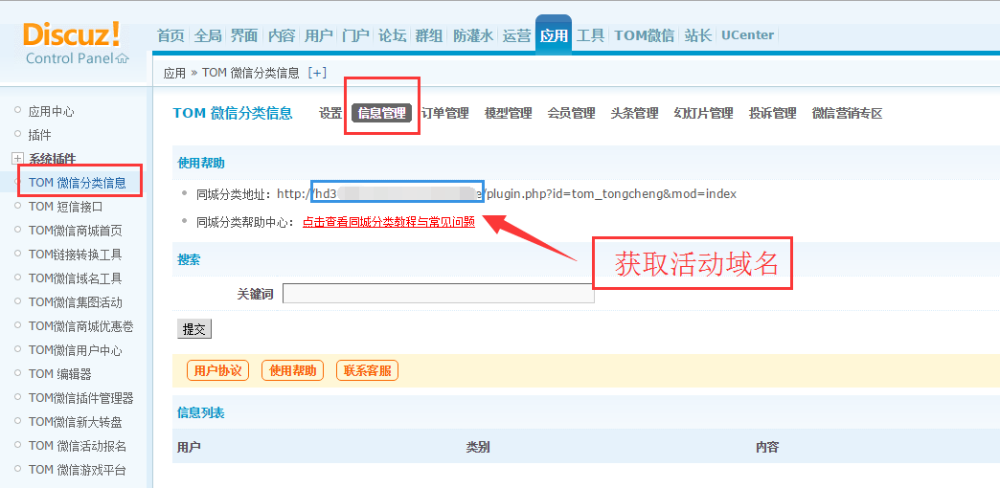 Discuz!
Control Panel
首页 全局 界面 内容 用户 门户 论坛 群组 防灌水 运营 应用 工具 TOM微信 站长 UCenter
应用 » TOM 微信分类信息 [+]
应用中心
插件
系统插件
TOM 微信分类信息
TOM 短信接口
TOM微信商城首页
TOM链接转换工具
TOM微信域名工具
TOM微信集图活动
TOM微信商城优惠卷
TOM微信用户中心
TOM 编辑器
TOM微信插件管理器
TOM微信新大转盘
TOM 微信活动报名
TOM 微信游戏平台
TOM 微信分类信息 设置 信息管理 订单管理 模型管理 会员管理 头条管理 幻灯片管理 投诉管理 微信营销专区
使用帮助
同城分类地址：http://hd3 e/plugin.php?id=tom_tongcheng&mod=index
同城分类帮助中心：点击查看同城分类教程与常见问题
获取活动域名
搜索
关键词
提交
用户协议 使用帮助 联系客服
信息列表
用户 类别 内容